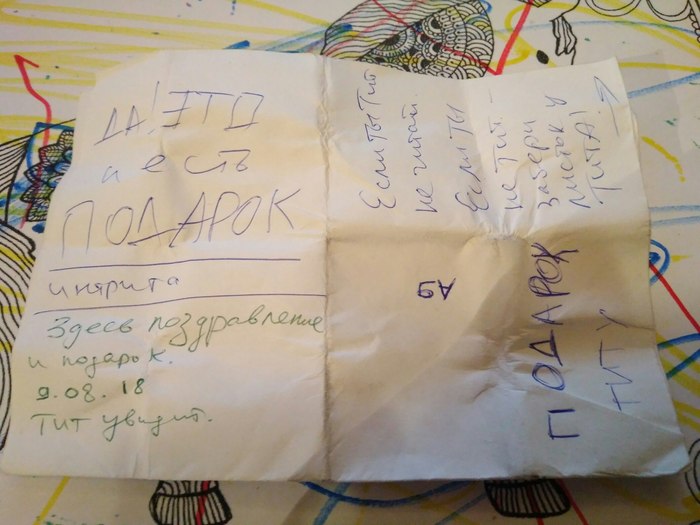 ДА! ЭТО
и есть
ПОДАРОК
Здесь поздравление
и подарок.
9.08.18
Тит увидит.
Если ты Тит
не читай.
Если ты
не Тит -
забери
листок у
Тита! →
ПОДАРОК
ТИТУ